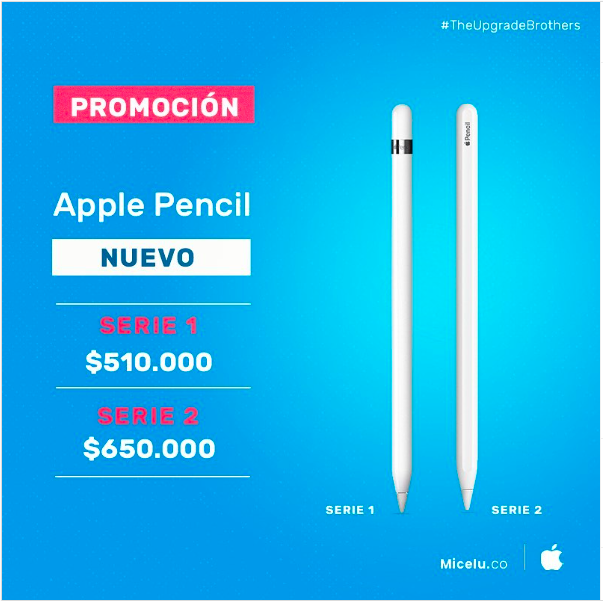 #TheUpgradeBrothers
PROMOCIÓN
Apple Pencil
NUEVO
SERIE 1
$510.000
SERIE 2
$650.000
Pencil
SERIE 1
SERIE 2
Micelu.co